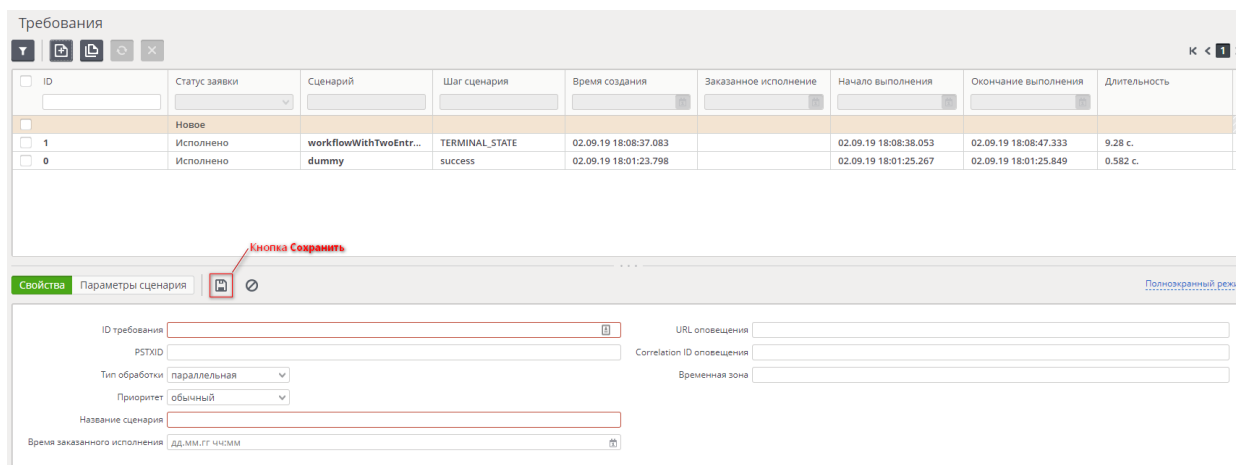 Требования
1
ID Статус заявки Сценарий Шаг сценария Время создания Заказанное исполнение Начало выполнения Окончание выполнения Длительность
Новое
1 Исполнено workflowWithTwoEntr... TERMINAL_STATE 02.09.19 18:08:37.083 02.09.19 18:08:38.053 02.09.19 18:08:47.333 9.28 с.
0 Исполнено dummy success 02.09.19 18:01:23.798 02.09.19 18:01:25.267 02.09.19 18:01:25.849 0.582 с.
Кнопка Сохранить
Свойства Параметры сценария Полноэкранный режи
ID требования URL оповещения
PSTXID Correlation ID оповещения
Тип обработки параллельная Временная зона
Приоритет обычный
Название сценария
Время заказанного исполнения дд.мм.гг чч:мм